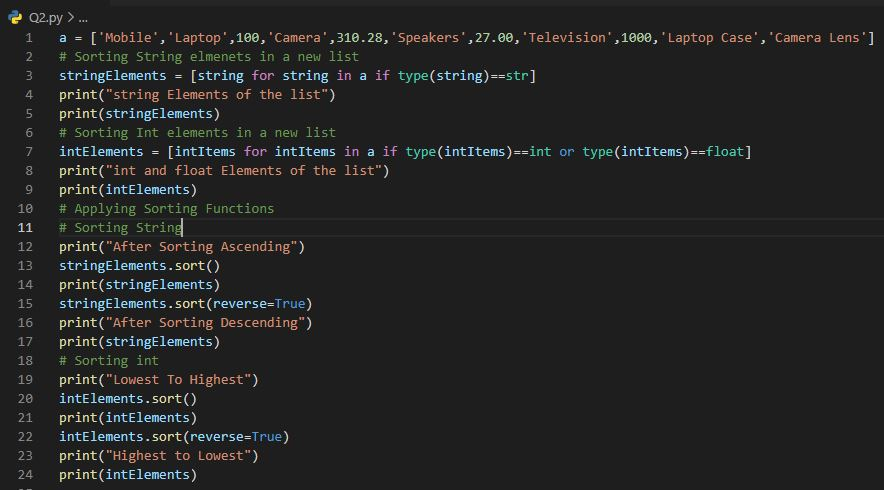 Q2.py > ...
1 a = ['Mobile','Laptop',100,'Camera',310.28,'Speakers',27.00,'Television',1000,'Laptop Case','Camera Lens']
2 # Sorting String elmenets in a new list
3 stringElements = [string for string in a if type(string)==str]
4 print("string Elements of the list")
5 print(stringElements)
6 # Sorting Int elements in a new list
7 intElements = [intItems for intItems in a if type(intItems)==int or type(intItems)==float]
8 print("int and float Elements of the list")
9 print(intElements)
10 # Applying Sorting Functions
11 # Sorting String
12 print("After Sorting Ascending")
13 stringElements.sort()
14 print(stringElements)
15 stringElements.sort(reverse=True)
16 print("After Sorting Descending")
17 print(stringElements)
18 # Sorting int
19 print("Lowest To Highest")
20 intElements.sort()
21 print(intElements)
22 intElements.sort(reverse=True)
23 print("Highest to Lowest")
24 print(intElements)